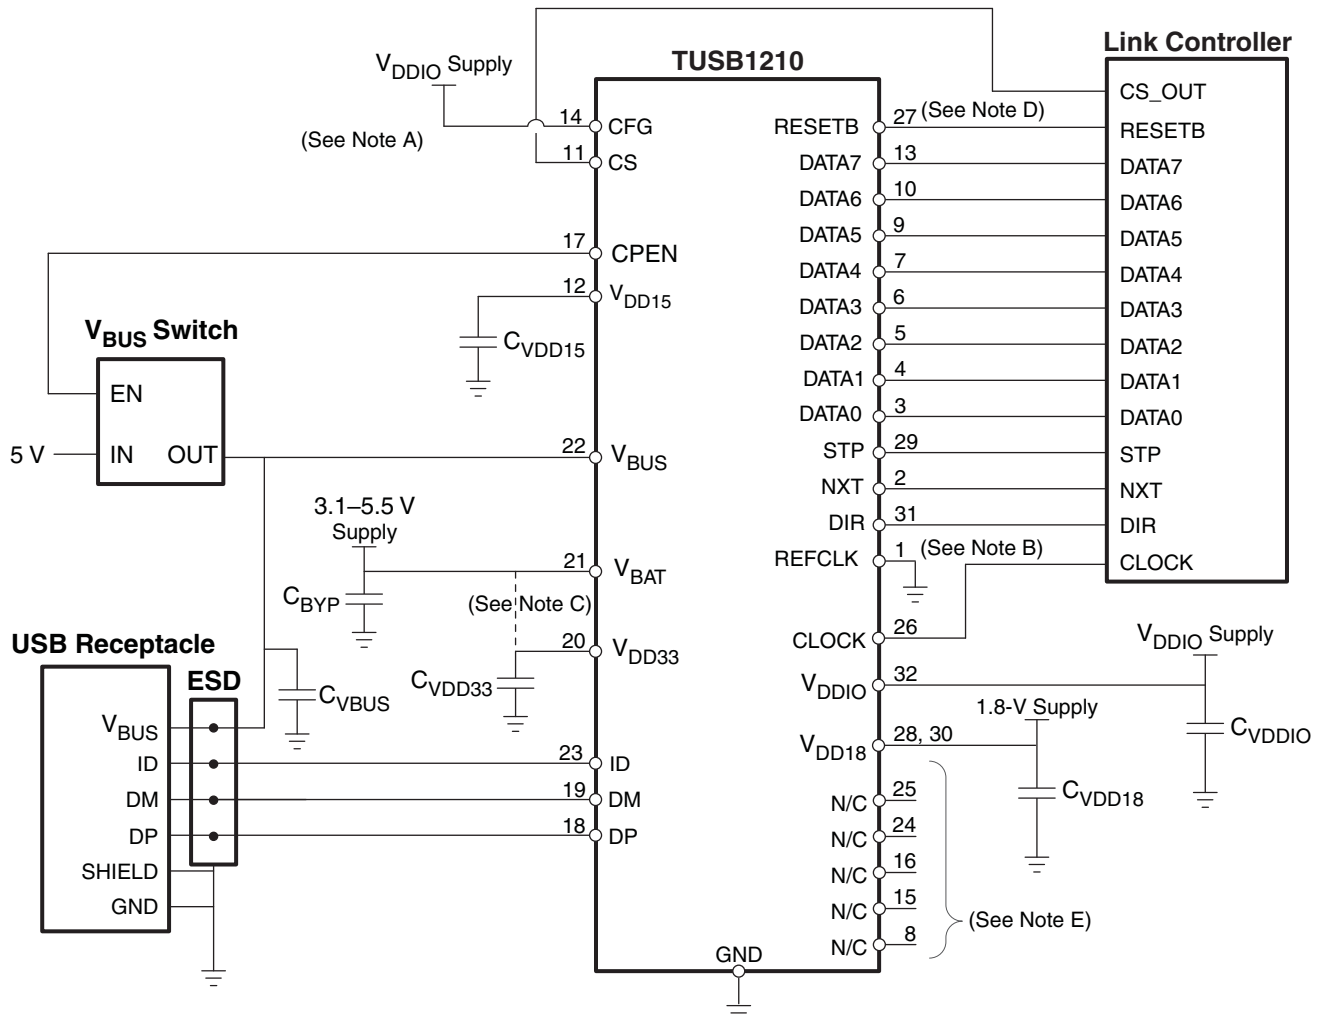 TUSB1210
Link Controller
VDDIO Supply
(See Note A)
14
CFG
11
CS
17
CPEN
12
VDD15
CVDD15
VBUS Switch
EN
5 V
IN
OUT
22
VBUS
3.1–5.5 V
Supply
21
VBAT
CBYP
(See Note C)
20
VDD33
CVDD33
USB Receptacle
ESD
CVBUS
VBUS
ID
23
ID
DM
19
DM
DP
18
DP
SHIELD
GND
GND
RESETB
27
(See Note D)
DATA7
13
DATA6
10
DATA5
9
DATA4
7
DATA3
6
DATA2
5
DATA1
4
DATA0
3
STP
29
NXT
2
DIR
31
REFCLK
1
(See Note B)
CLOCK
26
VDDIO
32
VDD18
28, 30
N/C
25
N/C
24
N/C
16
N/C
15
N/C
8
(See Note E)
CS_OUT
RESETB
DATA7
DATA6
DATA5
DATA4
DATA3
DATA2
DATA1
DATA0
STP
NXT
DIR
CLOCK
VDDIO Supply
CVDDIO
1.8-V Supply
CVDD18